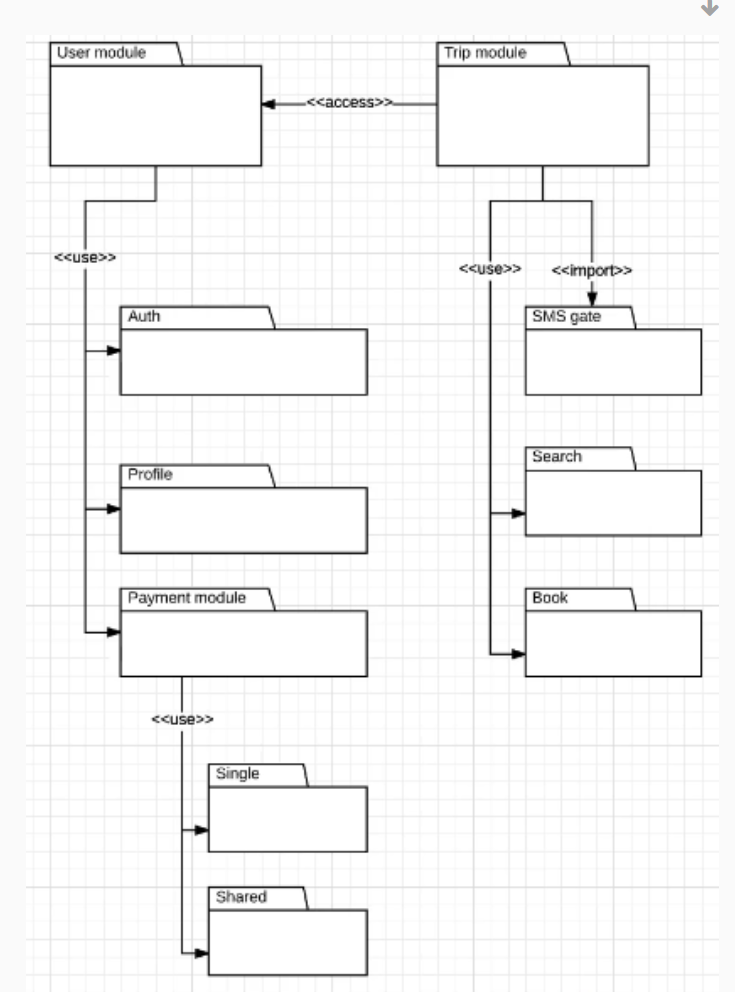 User module
Trip module
<<access>>
<<use>>
<<use>>
<<import>>
Auth
SMS gate
Search
Profile
Payment module
Book
<<use>>
Single
Shared